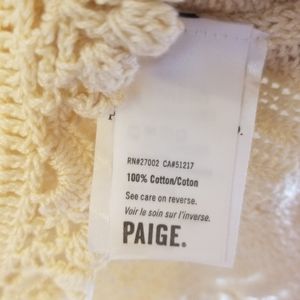 RN#27002 CA#51217
100% Cotton/Coton
See care on reverse.
Voir le soin sur l'inverse.
PAIGE.